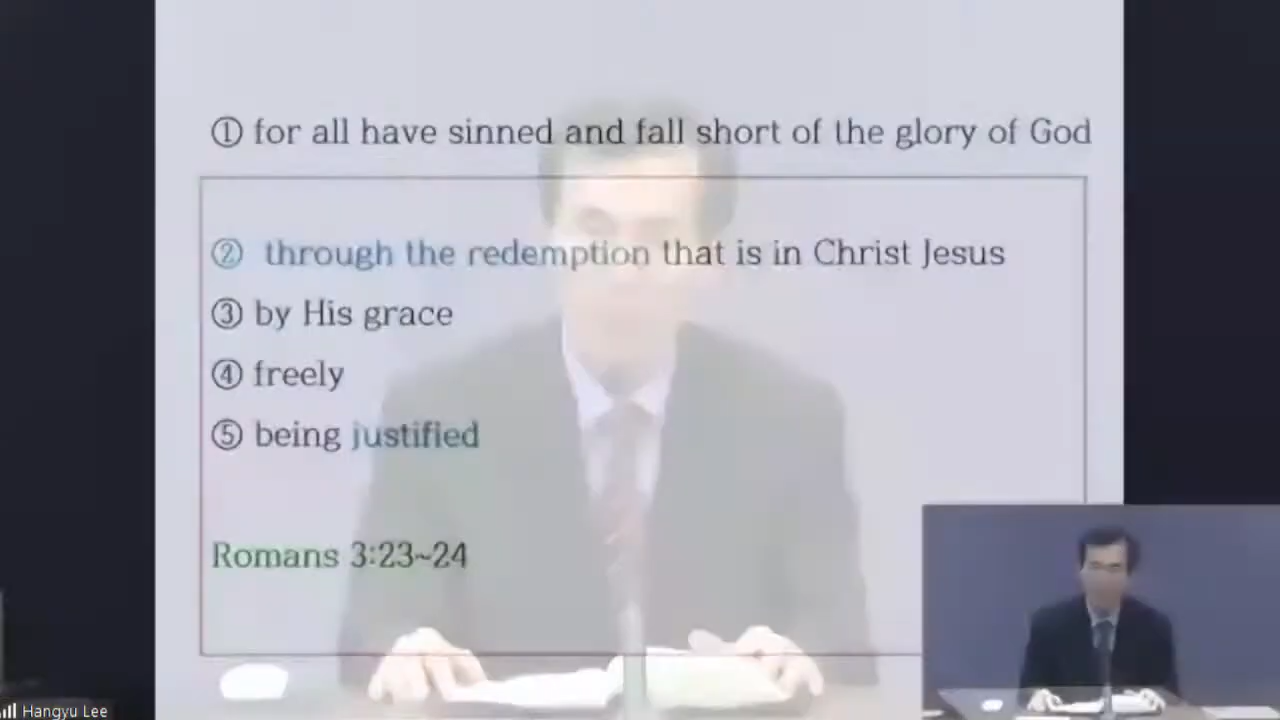 ① for all have sinned and fall short of the glory of God
② through the redemption that is in Christ Jesus
③ by His grace
④ freely
⑤ being justified
Romans 3:23~24
Hangyu Lee